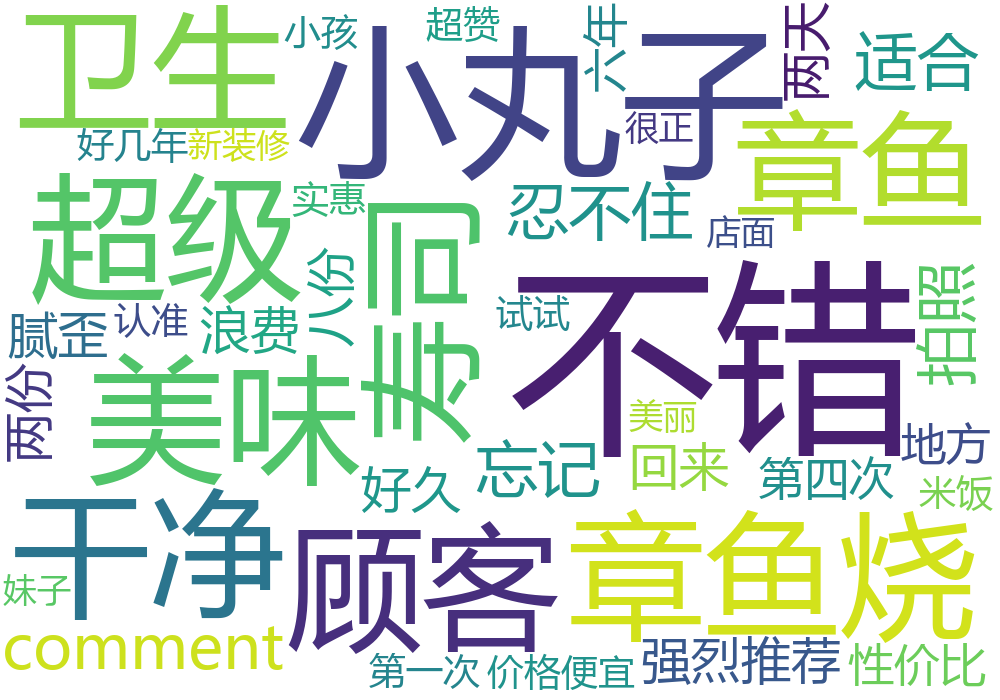 卫生
小孩
超赞
小丸子
六年
两天
适合
好几年
新装修
很正
章鱼
超级
实惠
寿司
忍不住
店面
不错
八份
拍照
腻歪
认准
浪费
试试
两份
美味
美丽
地方
好久
忘记
回来
第四次
米饭
干净
顾客
章鱼烧
妹子
comment
第一次
价格便宜
强烈推荐
性价比